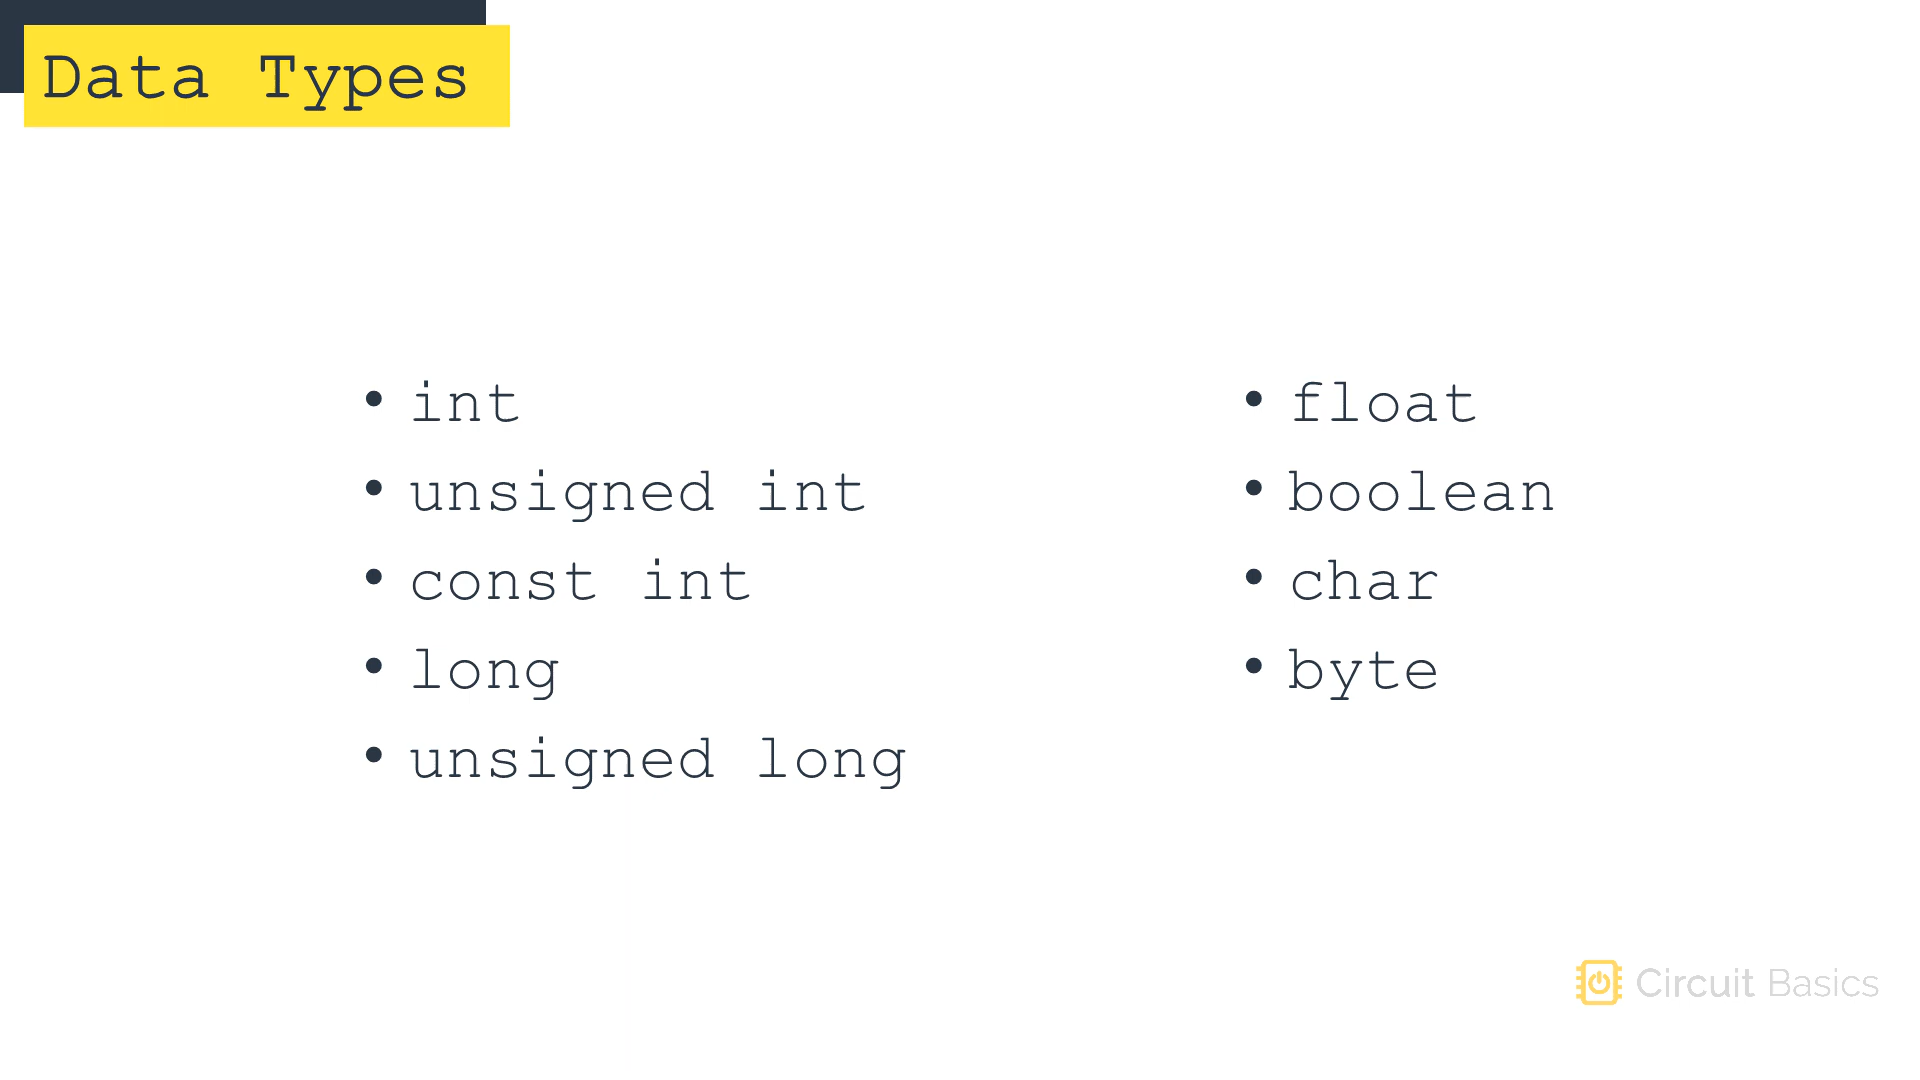 Data Types
• int
• unsigned int
• const int
• long
• unsigned long
• float
• boolean
• char
• byte
Circuit Basics